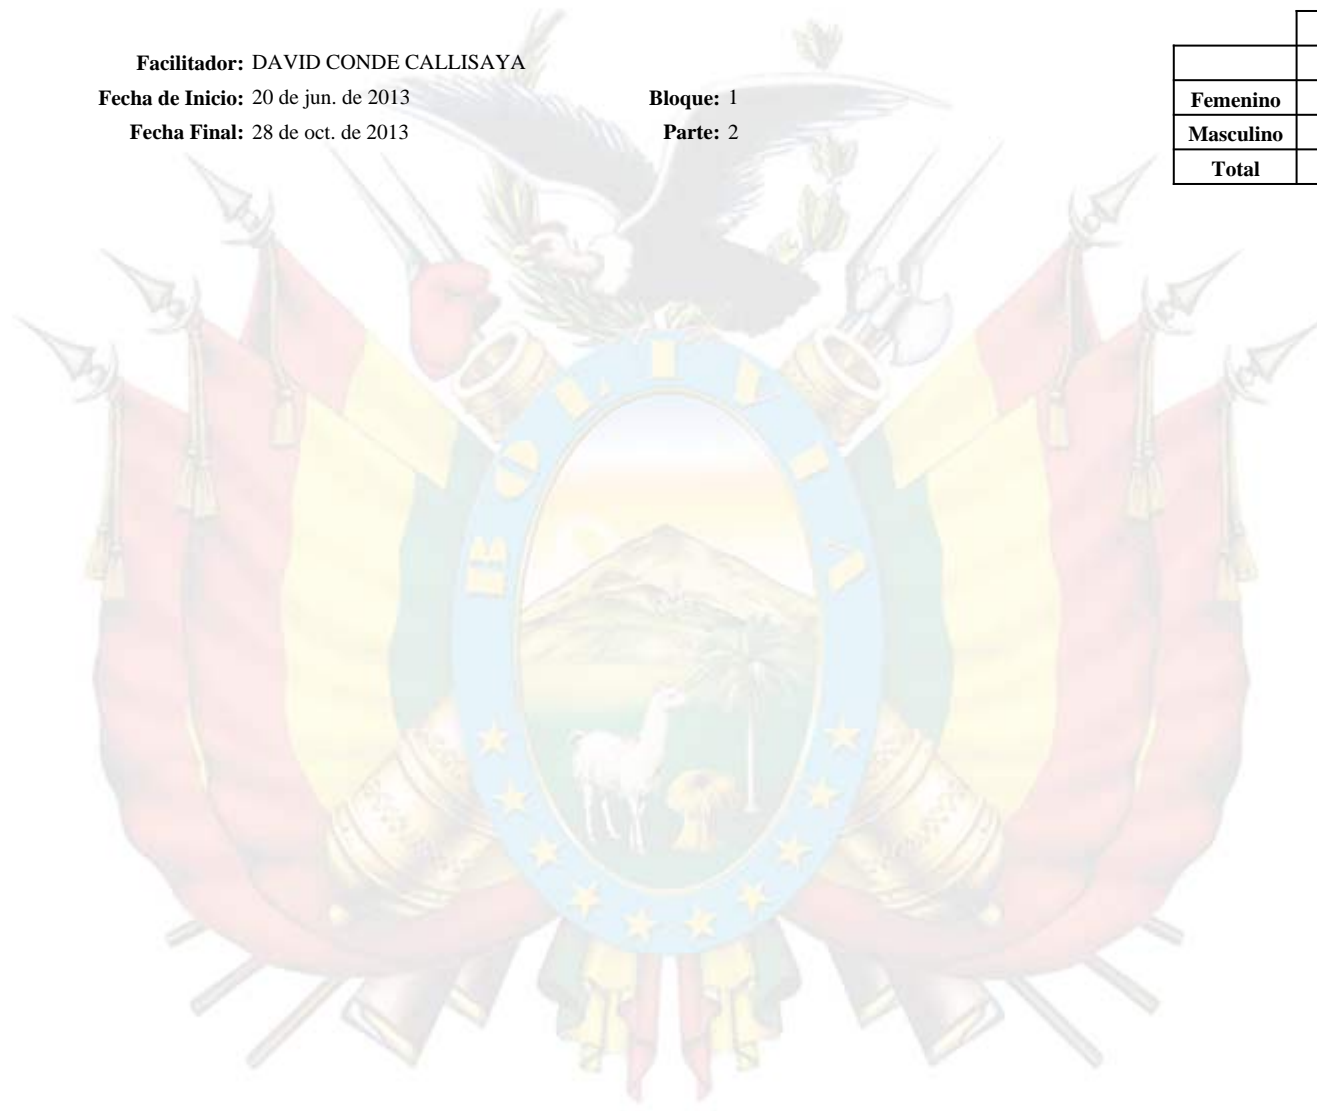 Facilitador: DAVID CONDE CALLISAYA
Fecha de Inicio: 20 de jun. de 2013 Bloque: 1
Fecha Final: 28 de oct. de 2013 Parte: 2
Femenino
Masculino
Total
BOLIVIA